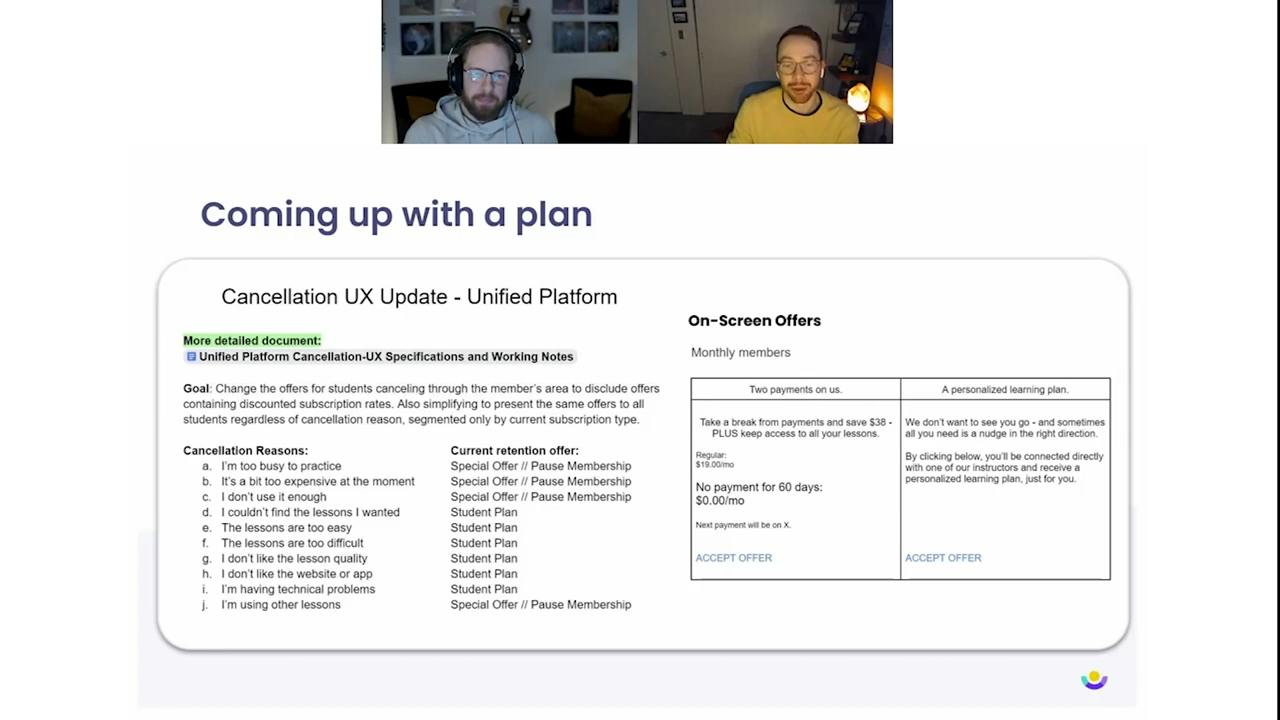 Coming up with a plan
Cancellation UX Update - Unified Platform
More detailed document:
Unified Platform Cancellation-UX Specifications and Working Notes
Goal: Change the offers for students canceling through the member's area to disclude offers
containing discounted subscription rates. Also simplifying to present the same offers to all
students regardless of cancellation reason, segmented only by current subscription type.
Cancellation Reasons:
a. I'm too busy to practice
b. It's a bit too expensive at the moment
c. I don't use it enough
d. I couldn't find the lessons I wanted
e. The lessons are too easy
f. The lessons are too difficult
g. I don't like the lesson quality
h. I don't like the website or app
i. I'm having technical problems
j. I'm using other lessons
Current retention offer:
Special Offer // Pause Membership
Special Offer // Pause Membership
Special Offer // Pause Membership
Student Plan
Student Plan
Student Plan
Student Plan
Student Plan
Student Plan
Special Offer // Pause Membership
On-Screen Offers
Monthly members
Two payments on us.
Take a break from payments and save $38 -
PLUS keep access to all your lessons.
Regular:
$19.00/mo
No payment for 60 days:
$0.00/mo
Next payment will be on X.
ACCEPT OFFER
A personalized learning plan.
We don't want to see you go - and sometimes
all you need is a nudge in the right direction.
By clicking below, you'll be connected directly
with one of our instructors and receive a
personalized learning plan, just for you.
ACCEPT OFFER